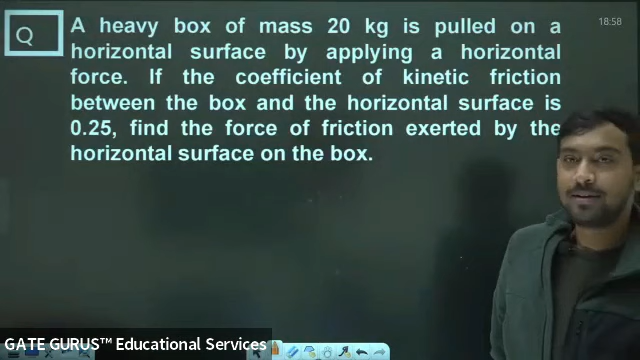 18:58
Q
A heavy box of mass 20 kg is pulled on a
horizontal surface by applying a horizontal
force. If the coefficient of kinetic friction
between the box and the horizontal surface is
0.25, find the force of friction exerted by the
horizontal surface on the box.
GATE GURUS™ Educational Services